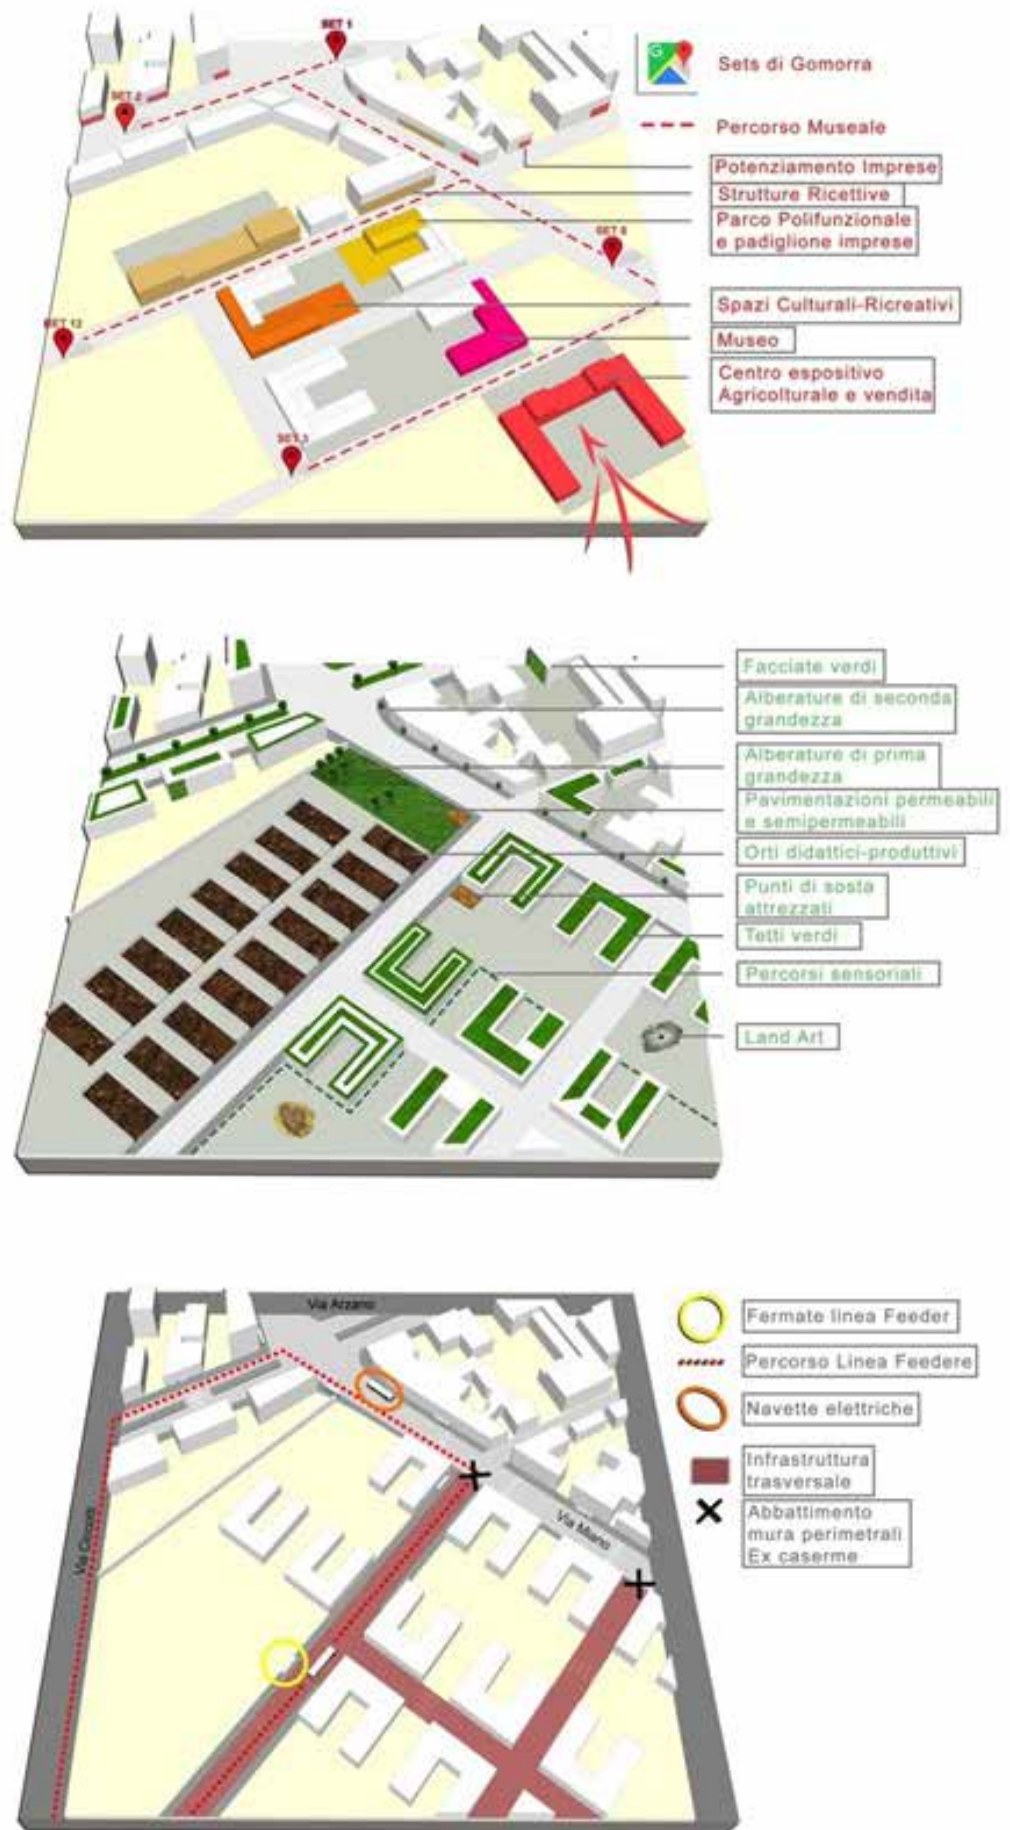 SET 1
SET 2
SET 6
SET 12
SET 3
G
Sets di Gomorra
Percorso Museale
Potenziamento Imprese
Strutture Ricettive
Parco Polifunzionale
e padiglione imprese
Spazi Culturali-Ricreativi
Museo
Centro espositivo
Agricolturale e vendita
Facciate verdi
Alberature di seconda
grandezza
Alberature di prima
grandezza
Pavimentazioni permeabili
e semipermeabili
Orti didattici-produttivi
Punti di sosta
attrezzati
Tetti verdi
Percorsi sensoriali
Land Art
Via Arzano
Via Miano
Fermate linea Feeder
Percorso Linea Feedere
Navette elettriche
Infrastruttura
trasversale
Abbattimento
mura perimetrali
Ex caserme